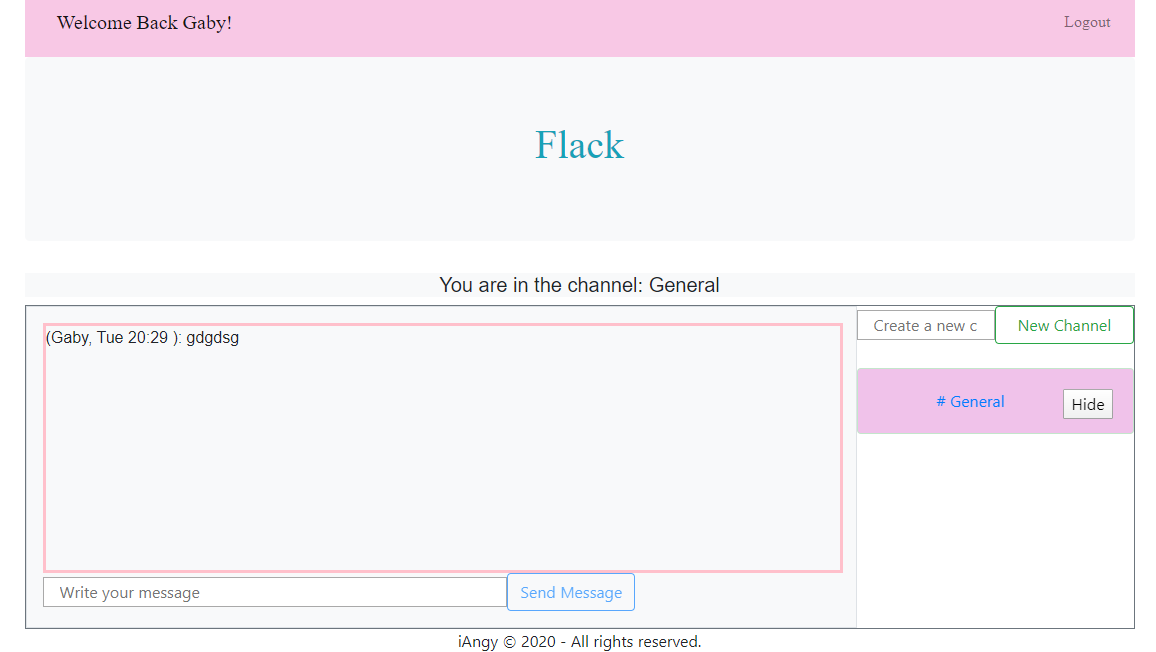 Welcome Back Gaby!
Logout
Flack
You are in the channel: General
(Gaby, Tue 20:29 ): gdgdsg
Create a new c
New Channel
# General
Hide
Write your message
Send Message
iAngy © 2020 - All rights reserved.